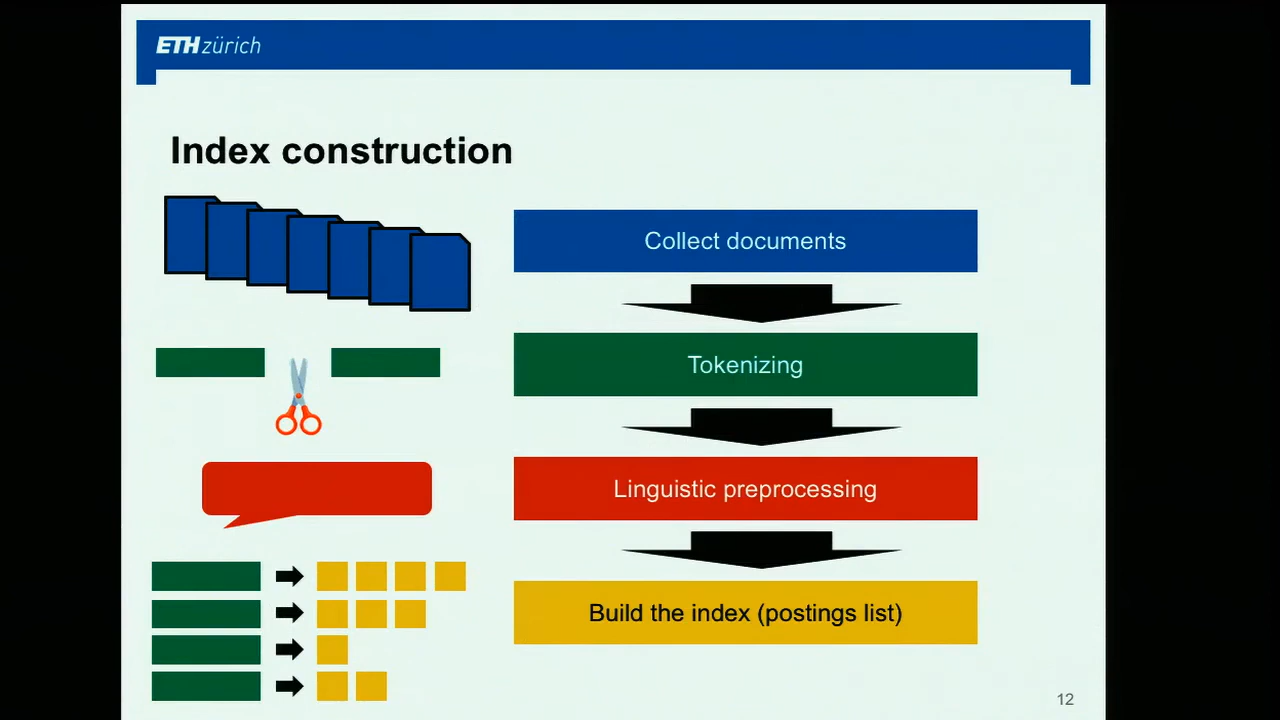 ETH zürich
Index construction
Collect documents
Tokenizing
Linguistic preprocessing
Build the index (postings list)
12